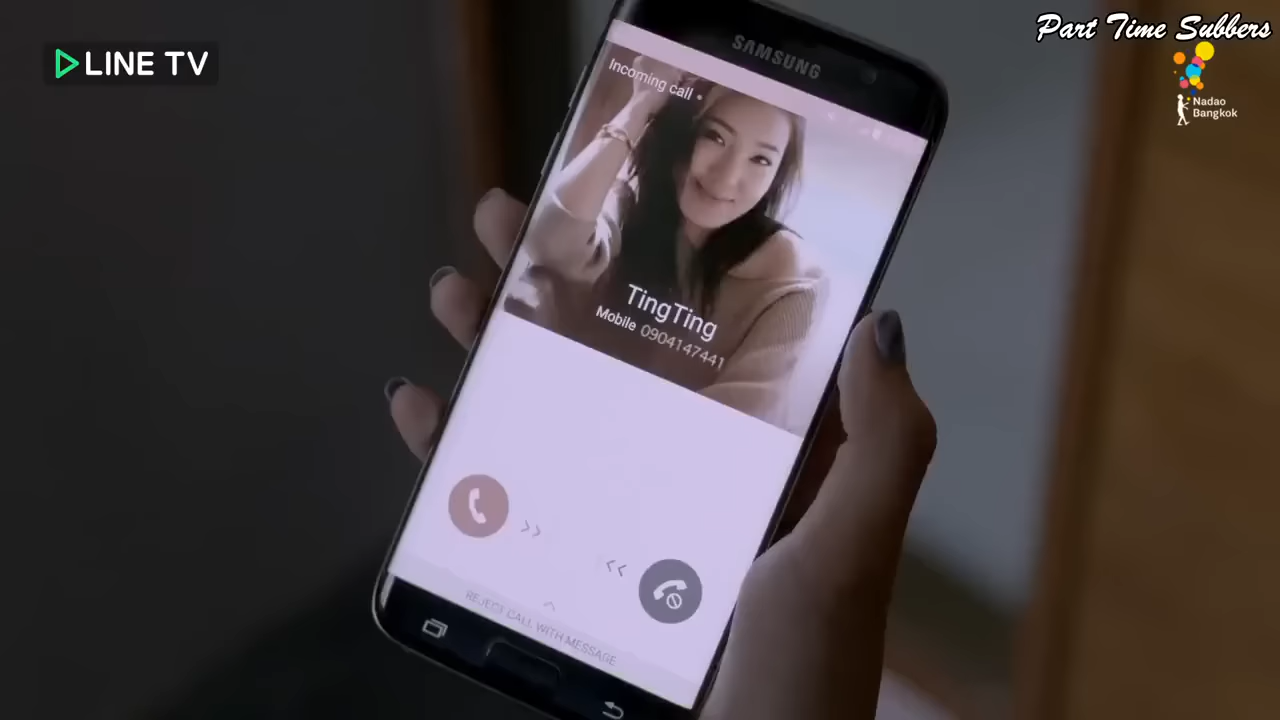 LINE TV
Part Time Subbers
Nadao
Bangkok
SAMSUNG
Incoming call
TingTing
Mobile 0904147441
REJECT CALL WITH MESSAGE